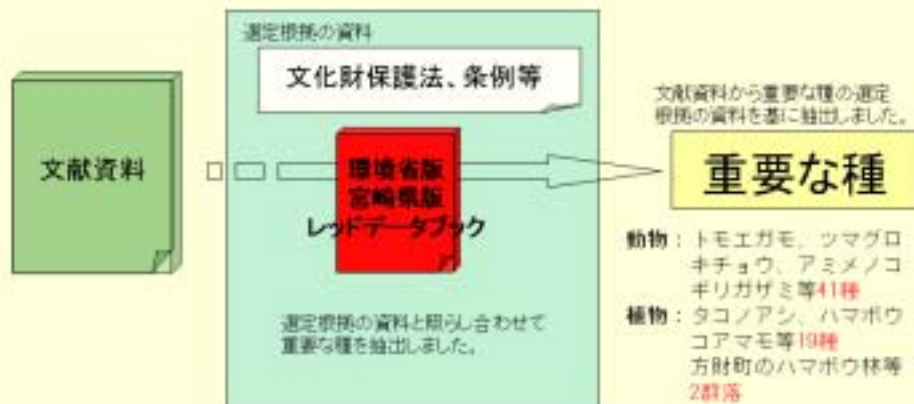 選定根拠の資料
文化財保護法、条例等
文献資料
環境省版
宮崎県版
レッドデータブック
選定根拠の資料と照らし合わせて
重要な種を抽出しました。
文献資料から重要な種の選定
根拠の資料を基に抽出しました。
重要な種
動物：トモエガモ、ツマグロ
キチョウ、アミメノコ
ギリガザミ等41種
植物：タコノアシ、ハマボウ
コアマモ等19種
方財町のハマボウ林等
2群落